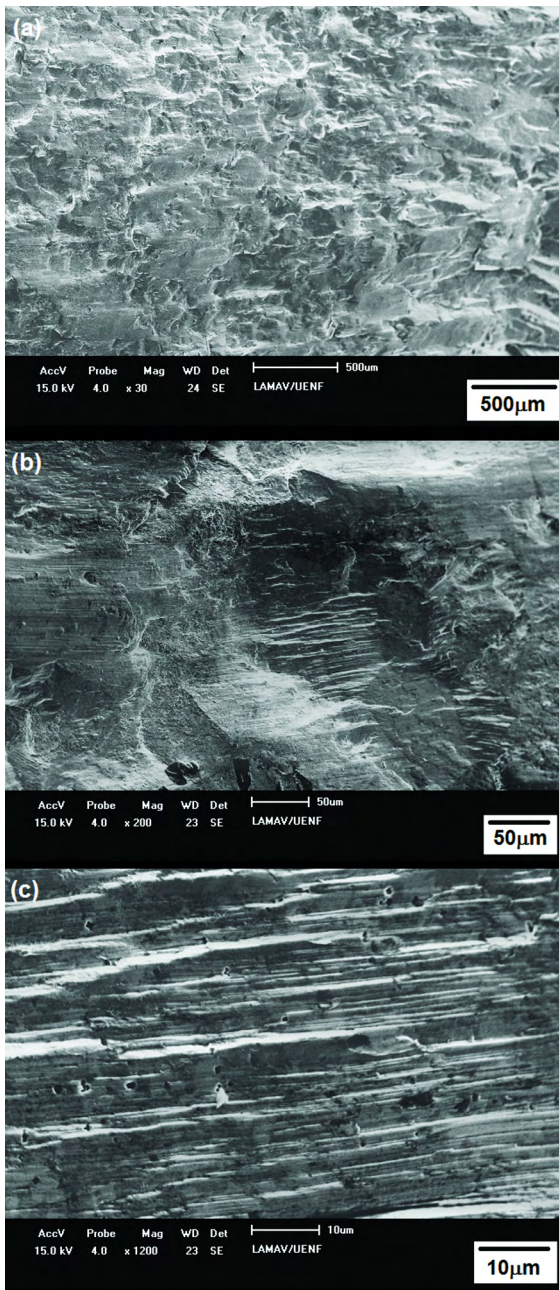 (a)
AccV Probe Mag WD Det 500um
15.0 kV 4.0 x 30 24 SE LAMAV/UENF
500μm
(b)
AccV Probe Mag WD Det 50um
15.0 kV 4.0 x 200 23 SE LAMAV/UENF
50μm
(c)
AccV Probe Mag WD Det 10um
15.0 kV 4.0 x 1200 23 SE LAMAV/UENF
10μm